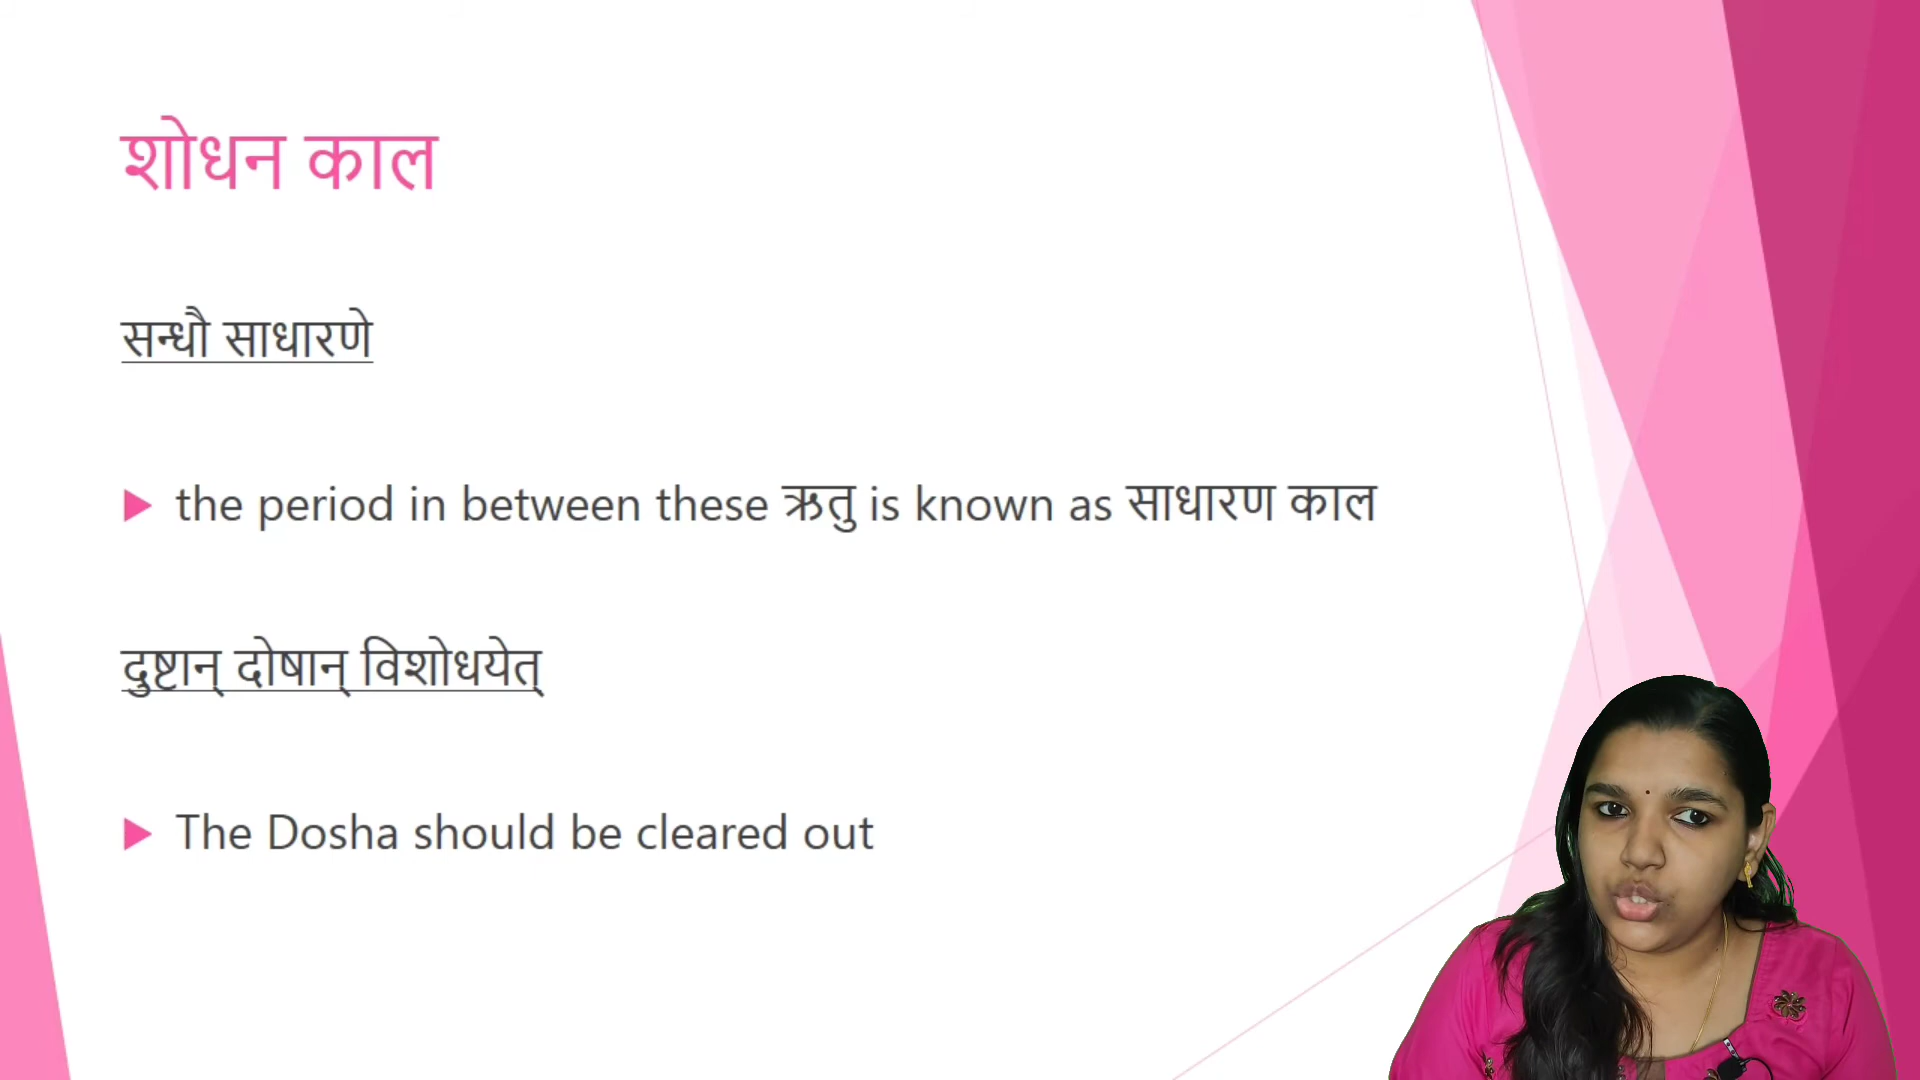 शोधन काल
सन्धौ साधारणे
the period in between these ऋतु is known as साधारण काल
दुष्टान् दोषान् विशोधयेत्
The Dosha should be cleared out